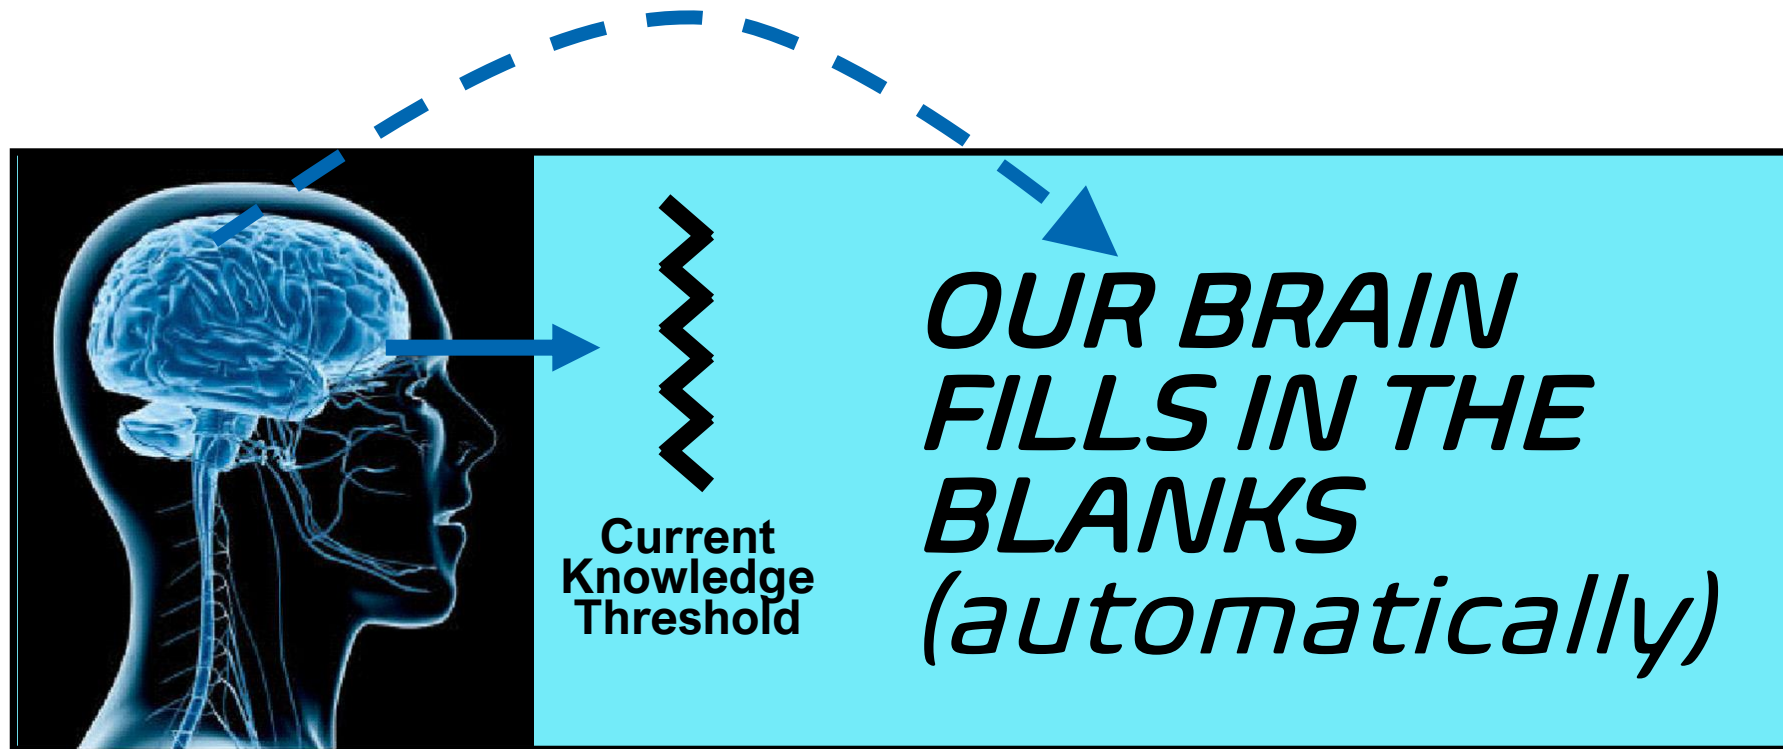 Current
Knowledge
Threshold
OUR BRAIN
FILLS IN THE
BLANKS
(automatically)